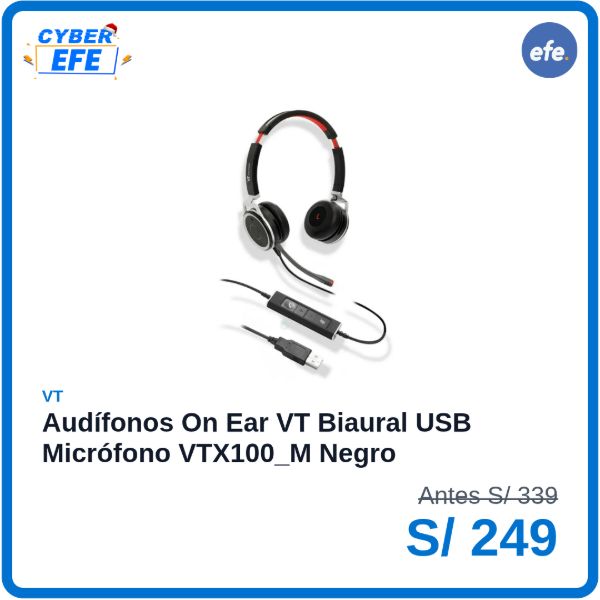 CYBER
EFE
efe.
VT
Audífonos On Ear VT Biaural USB
Micrófono VTX100_M Negro
Antes S/ 339
S/ 249